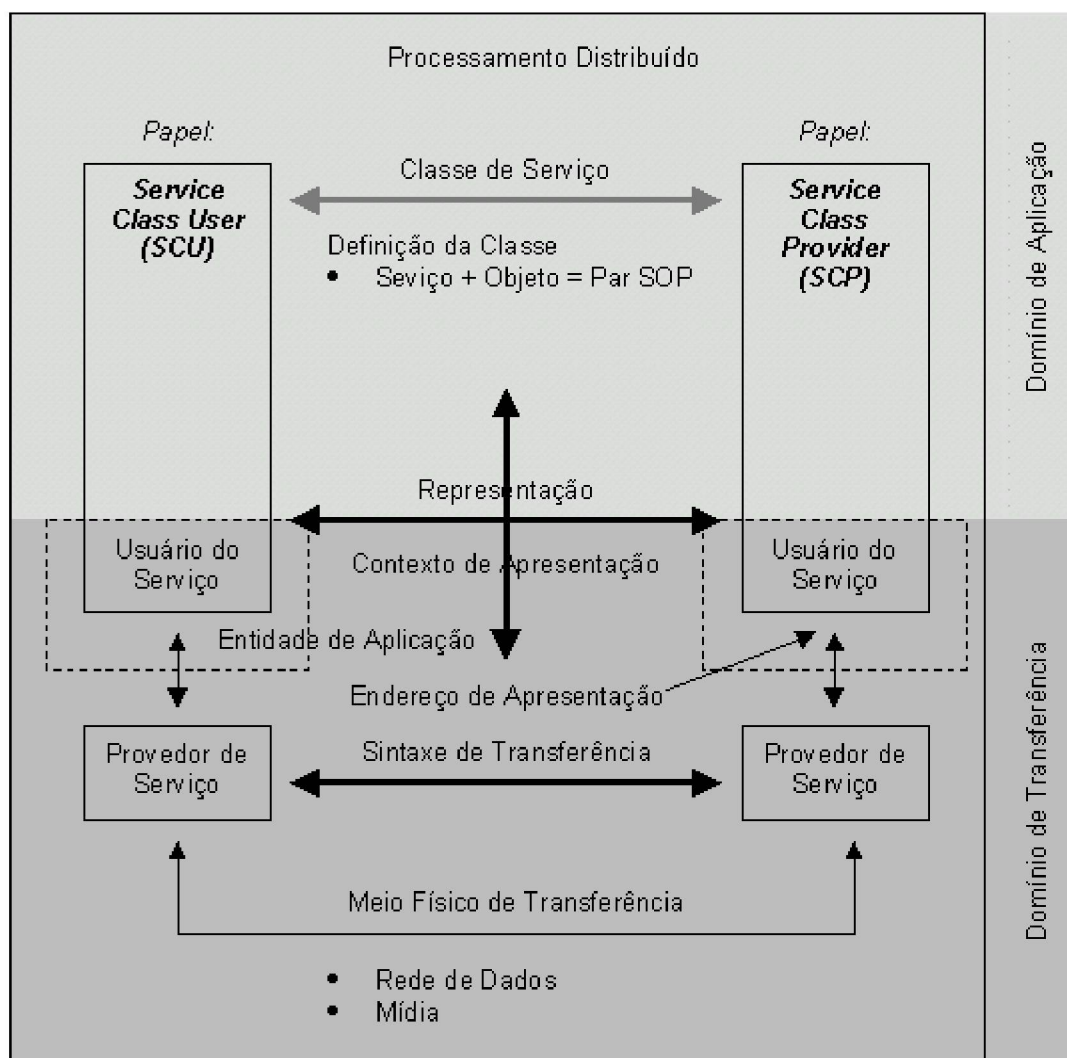 Processamento Distribuído
Papel:
Papel:
Service
Class User
(SCU)
Classe de Serviço
Service
Class
Provider
(SCP)
Definição da Classe
• Seviço + Objeto = Par SOP
Domínio de Aplicação
Representação
Usuário do
Serviço
Contexto de Apresentação
Usuário do
Serviço
Entidade de Aplicação
Endereço de Apresentação
Provedor de
Serviço
Sintaxe de Transferência
Provedor de
Serviço
Domínio de Transferência
Meio Físico de Transferência
• Rede de Dados
• Mídia